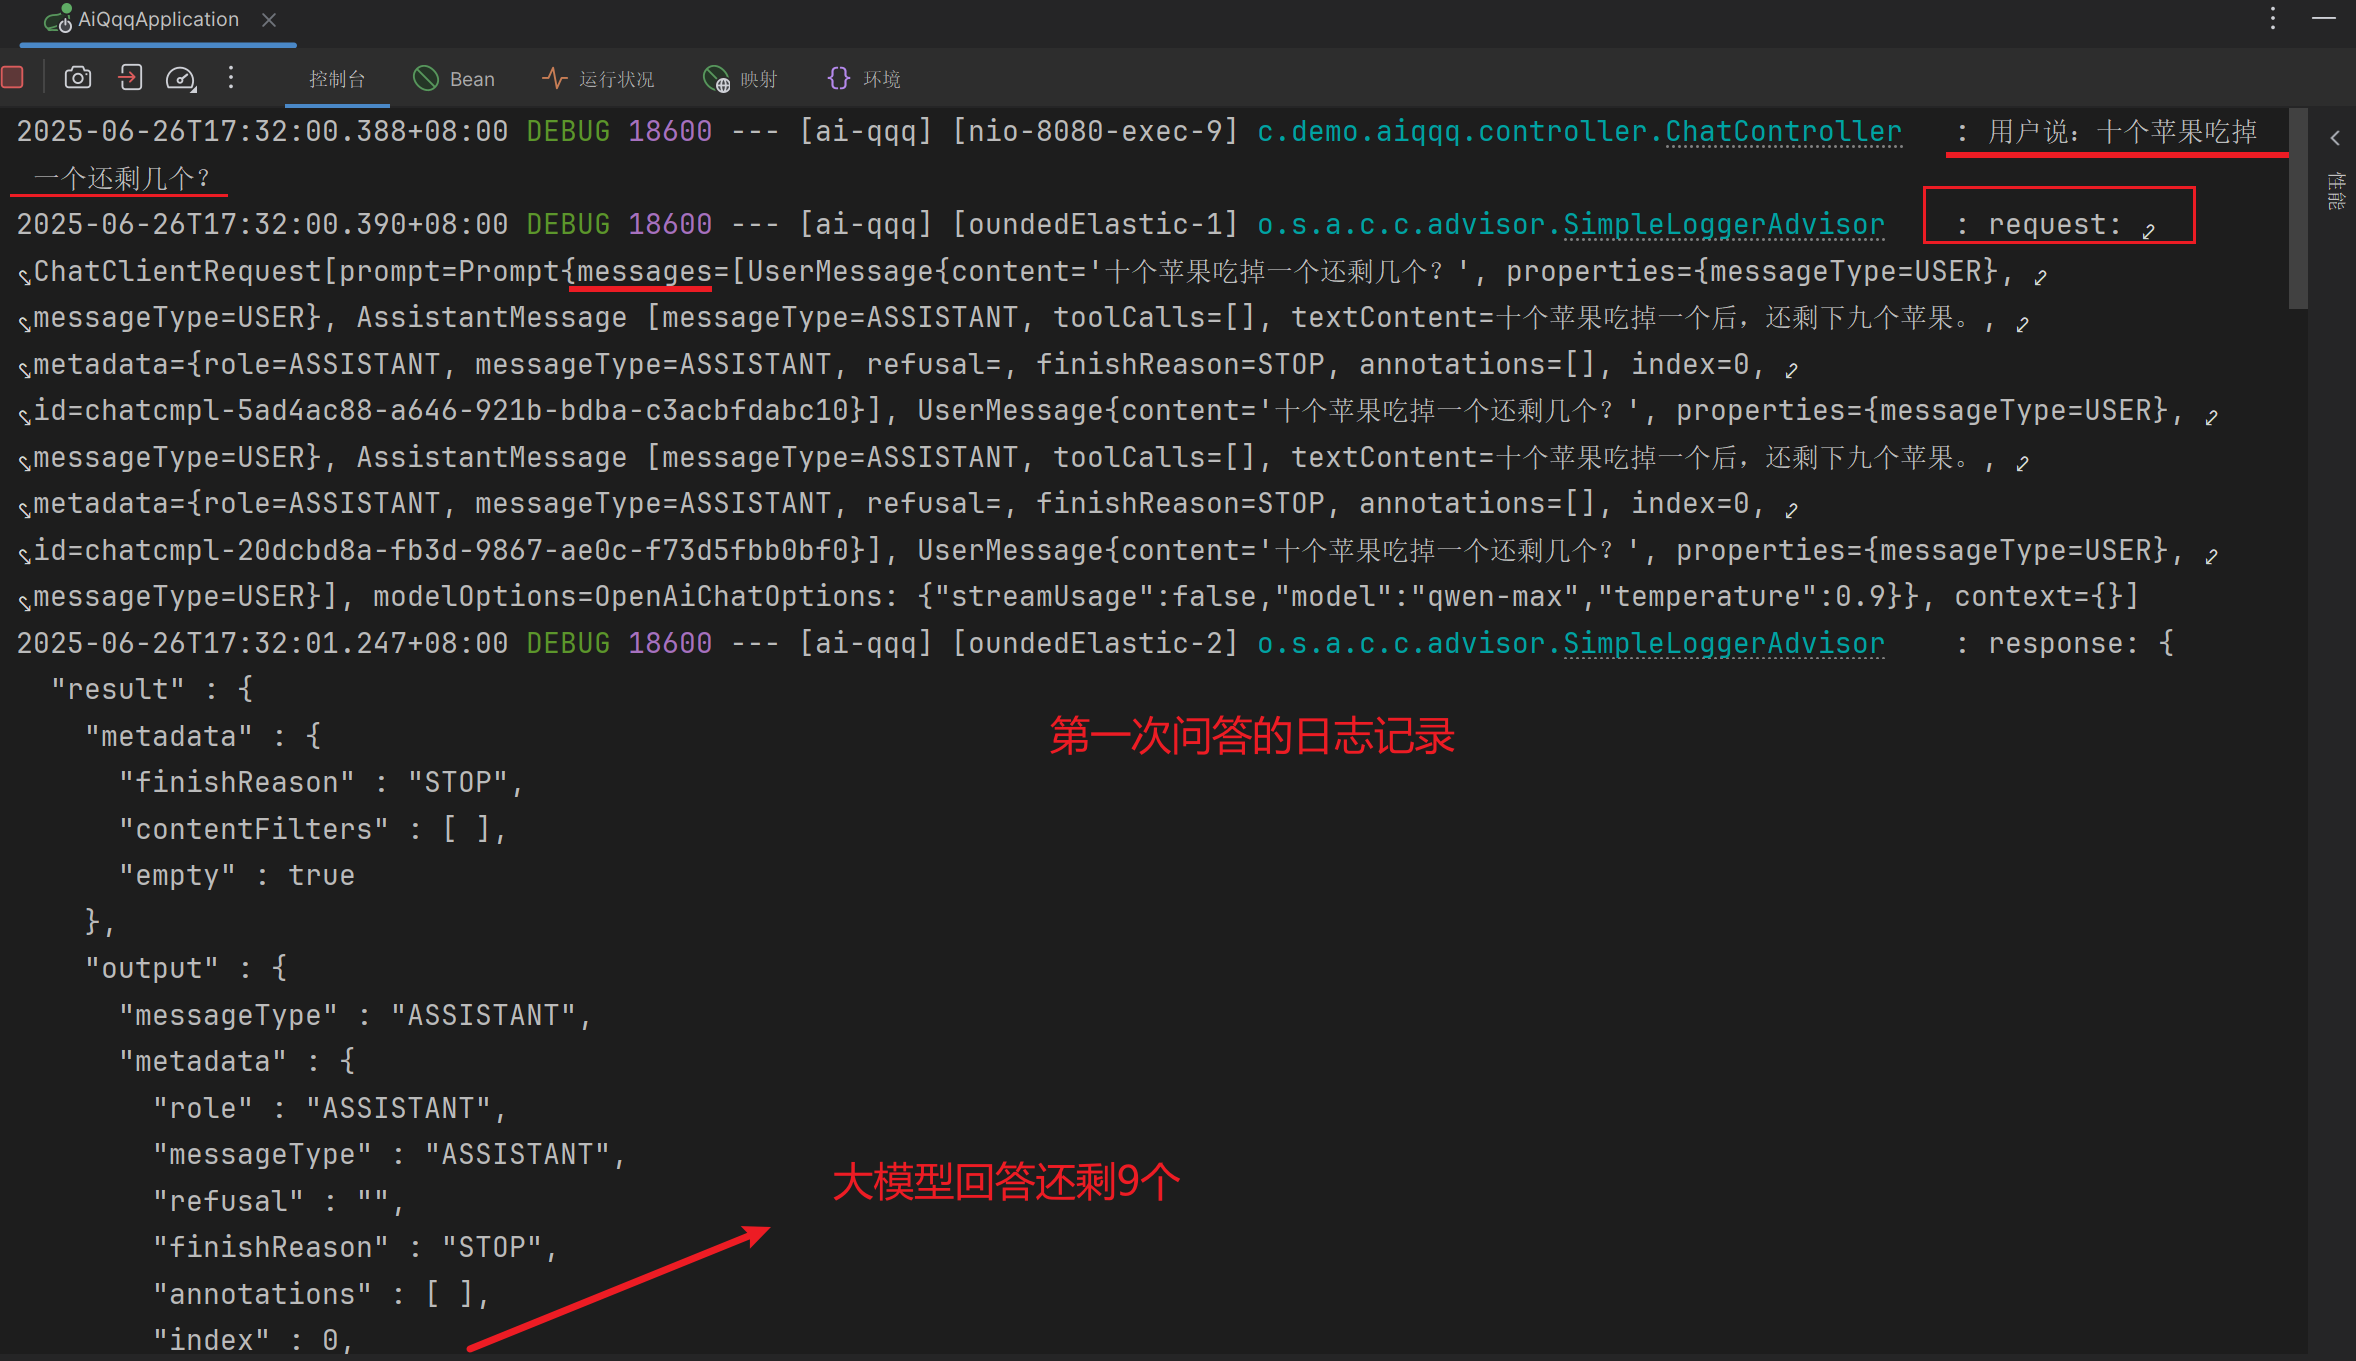 AiQqqApplication
控制台 Bean 运行状况 映射 环境
2025-06-26T17:32:00.388+08:00 DEBUG 18600 --- [ai-qqq] [nio-8080-exec-9] c.demo.aiqqq.controller.ChatController : 用户说：十个苹果吃掉
一个还剩几个？
性能
2025-06-26T17:32:00.390+08:00 DEBUG 18600 --- [ai-qqq] [oundedElastic-1] o.s.a.c.c.advisor.SimpleLoggerAdvisor : request:
ChatClientRequest[prompt=Prompt{messages=[UserMessage{content='十个苹果吃掉一个还剩几个？', properties={messageType=USER},
messageType=USER}, AssistantMessage [messageType=ASSISTANT, toolCalls=[], textContent=十个苹果吃掉一个后，还剩下九个苹果。,
metadata={role=ASSISTANT, messageType=ASSISTANT, refusal=, finishReason=STOP, annotations=[], index=0,
id=chatcmpl-5ad4ac88-a646-921b-bdba-c3acbfdabc10}], UserMessage{content='十个苹果吃掉一个还剩几个？', properties={messageType=USER},
messageType=USER}, AssistantMessage [messageType=ASSISTANT, toolCalls=[], textContent=十个苹果吃掉一个后，还剩下九个苹果。,
metadata={role=ASSISTANT, messageType=ASSISTANT, refusal=, finishReason=STOP, annotations=[], index=0,
id=chatcmpl-20dcbd8a-fb3d-9867-ae0c-f73d5fbb0bf0}], UserMessage{content='十个苹果吃掉一个还剩几个？', properties={messageType=USER},
messageType=USER}], modelOptions=OpenAiChatOptions: {"streamUsage":false,"model":"qwen-max","temperature":0.9}}, context={}]
2025-06-26T17:32:01.247+08:00 DEBUG 18600 --- [ai-qqq] [oundedElastic-2] o.s.a.c.c.advisor.SimpleLoggerAdvisor : response: {
"result" : {
"metadata" : {
第一次问答的日志记录
"finishReason" : "STOP",
"contentFilters" : [ ],
"empty" : true
},
"output" : {
"messageType" : "ASSISTANT",
"metadata" : {
"role" : "ASSISTANT",
"messageType" : "ASSISTANT",
大模型回答还剩9个
"refusal" : "",
"finishReason" : "STOP",
"annotations" : [ ],
"index" : 0,